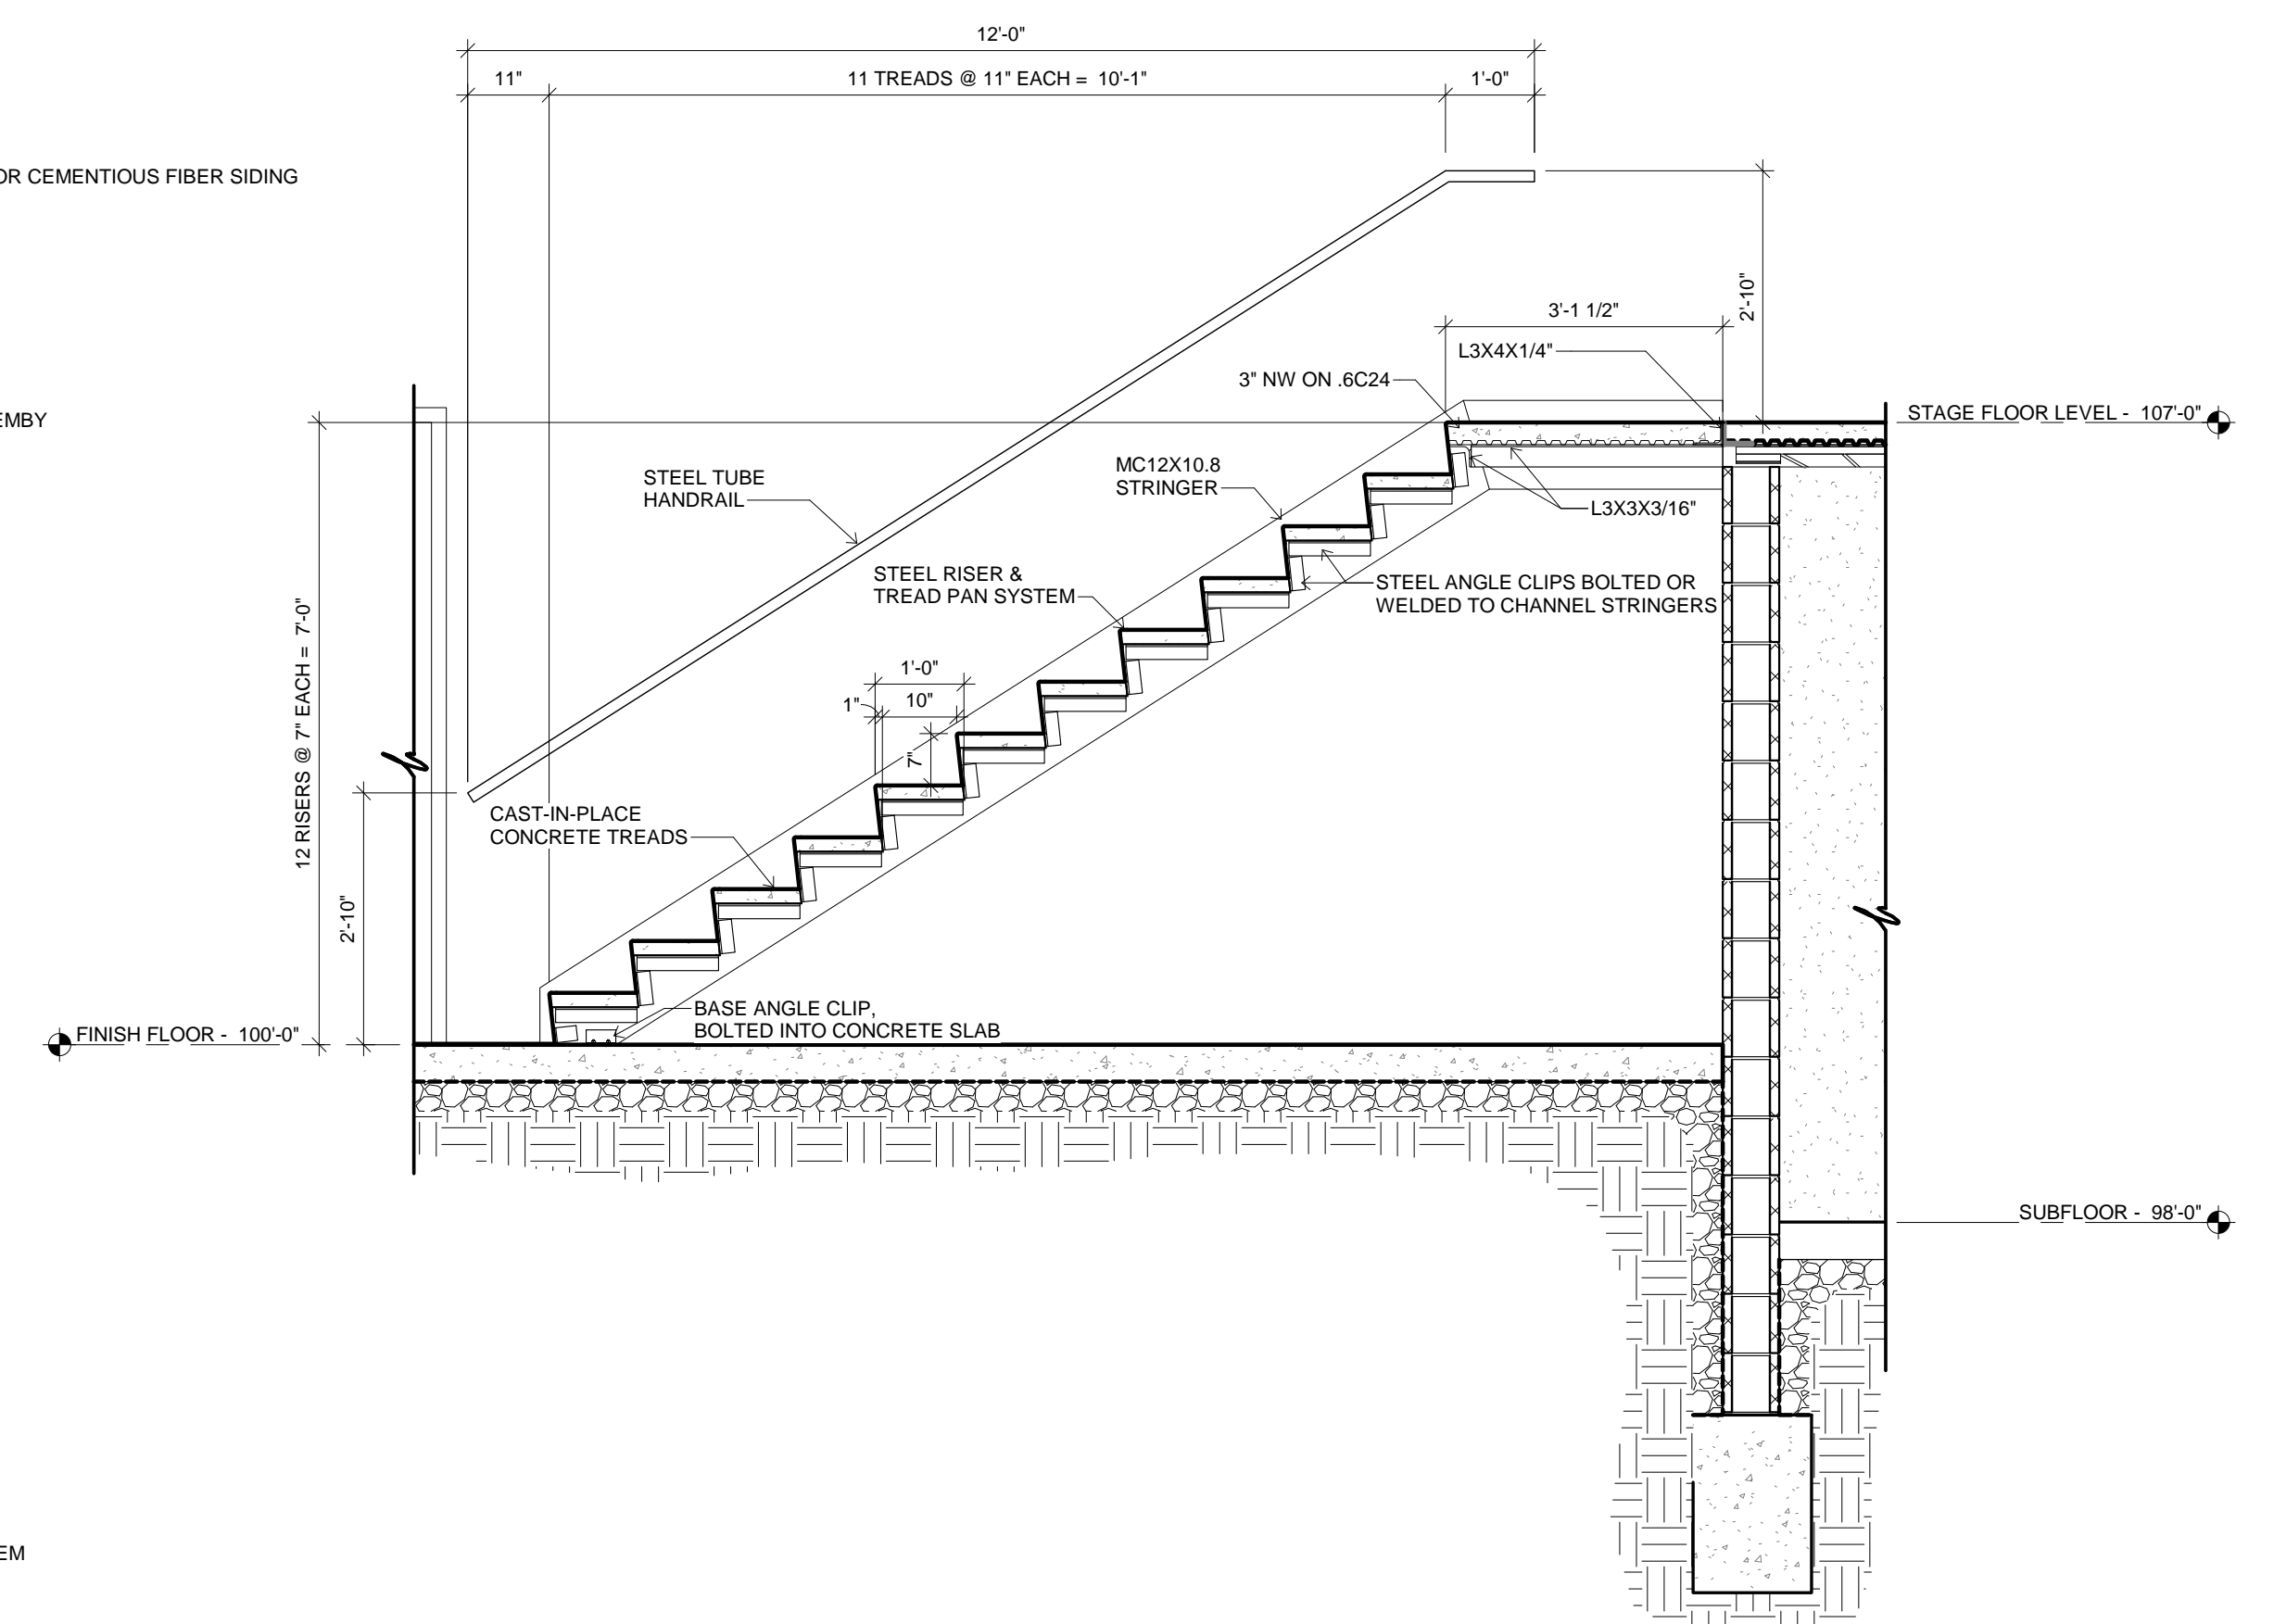 12'-0"
11"
11 TREADS @ 11" EACH = 10'-1"
1'-0"
OR CEMENTIOUS FIBER SIDING
2'-10"
3'-1 1/2"
L3X4X1/4"
3" NW ON .6C24
EMBY
STAGE FLOOR LEVEL - 107'-0"
MC12X10.8
STRINGER
STEEL TUBE
HANDRAIL
L3X3X3/16"
STEEL RISER &
TREAD PAN SYSTEM
STEEL ANGLE CLIPS BOLTED OR
WELDED TO CHANNEL STRINGERS
12 RISERS @ 7" EACH = 7'-0"
1'-0"
1"
10"
7"
CAST-IN-PLACE
CONCRETE TREADS
2'-10"
BASE ANGLE CLIP,
BOLTED INTO CONCRETE SLAB
FINISH FLOOR - 100'-0"
SUBFLOOR - 98'-0"
EM